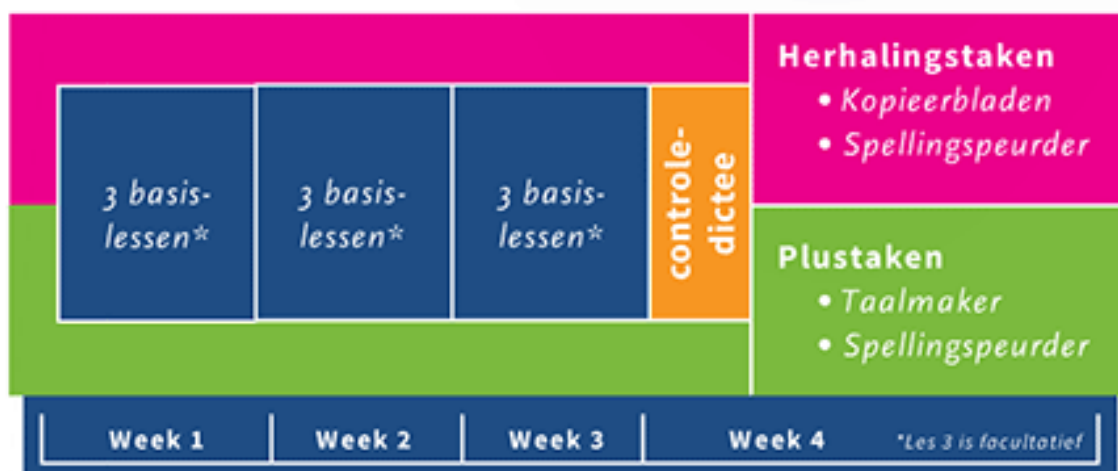 3 basis-
lessen*
3 basis-
lessen*
3 basis-
lessen*
controle-
dictee
Herhalingstaken
• Kopieerbladen
• Spellingspeurder
Plustaken
• Taalmaker
• Spellingspeurder
Week 1
Week 2
Week 3
Week 4
*Les 3 is facultatief